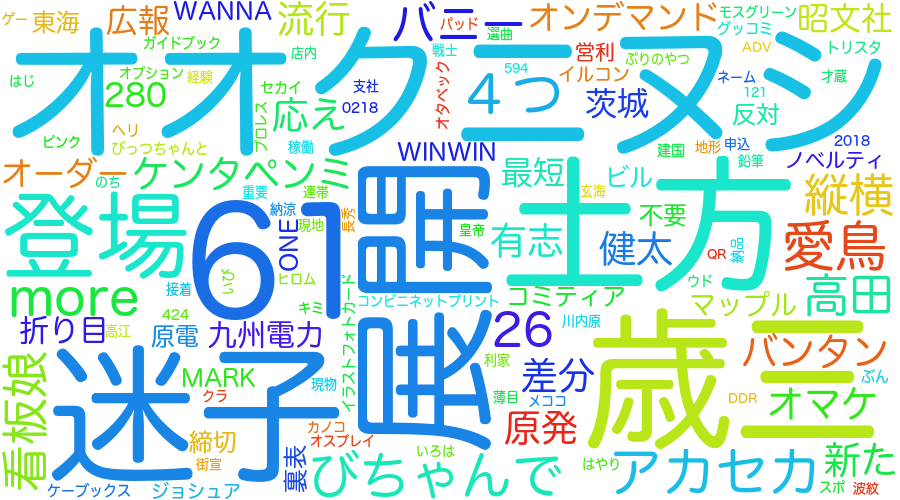 ゲー
東海
広報
WANNA
流行
バニー
パッド
選曲
オンデマンド
モスグリーン
昭文社
グッコミ
ガイドブック
店内
戦士
営利
ぷりのやつ
ADV
トリスタ
はじ
オプション
経験
セカイ
支社
オタベック
594
イルコン
ネーム
才蔵
オオクニヌシ
280
プロレス
応え
0218
4つ
茨城
121
反対
ピンク
ヘリ
びっつちゃんと
稼働
建国
地形
申込
2018
鉛筆
オーダー
のち
ケンタペンミ
WINWIN
最短
ビル
ノベルティ
重要
連帯
玄海
縦横
登場
61
納涼
現地
長秀
展開
皇帝
有志
土方
不要
健太
愛鳥
ONE
QR
納品
more
接着
ヒロム
キミ
イラストフォトカード
コンビニネットプリント
コミティア
ウド
マップル
高田
424
折り目
高江
原電
九州電力
26
川内原
歳三
バンタン
看板娘
迷子
MARK
クラ
現物
利家
差分
薄目
メココ
DDR
ぶん
オマケ
カノコ
オスプレイ
原発
締切
街宣
裏表
いろは
はやり
アカセカ
新た
ケーブックス
ジョシュア
びちゃんで
スポ
波紋